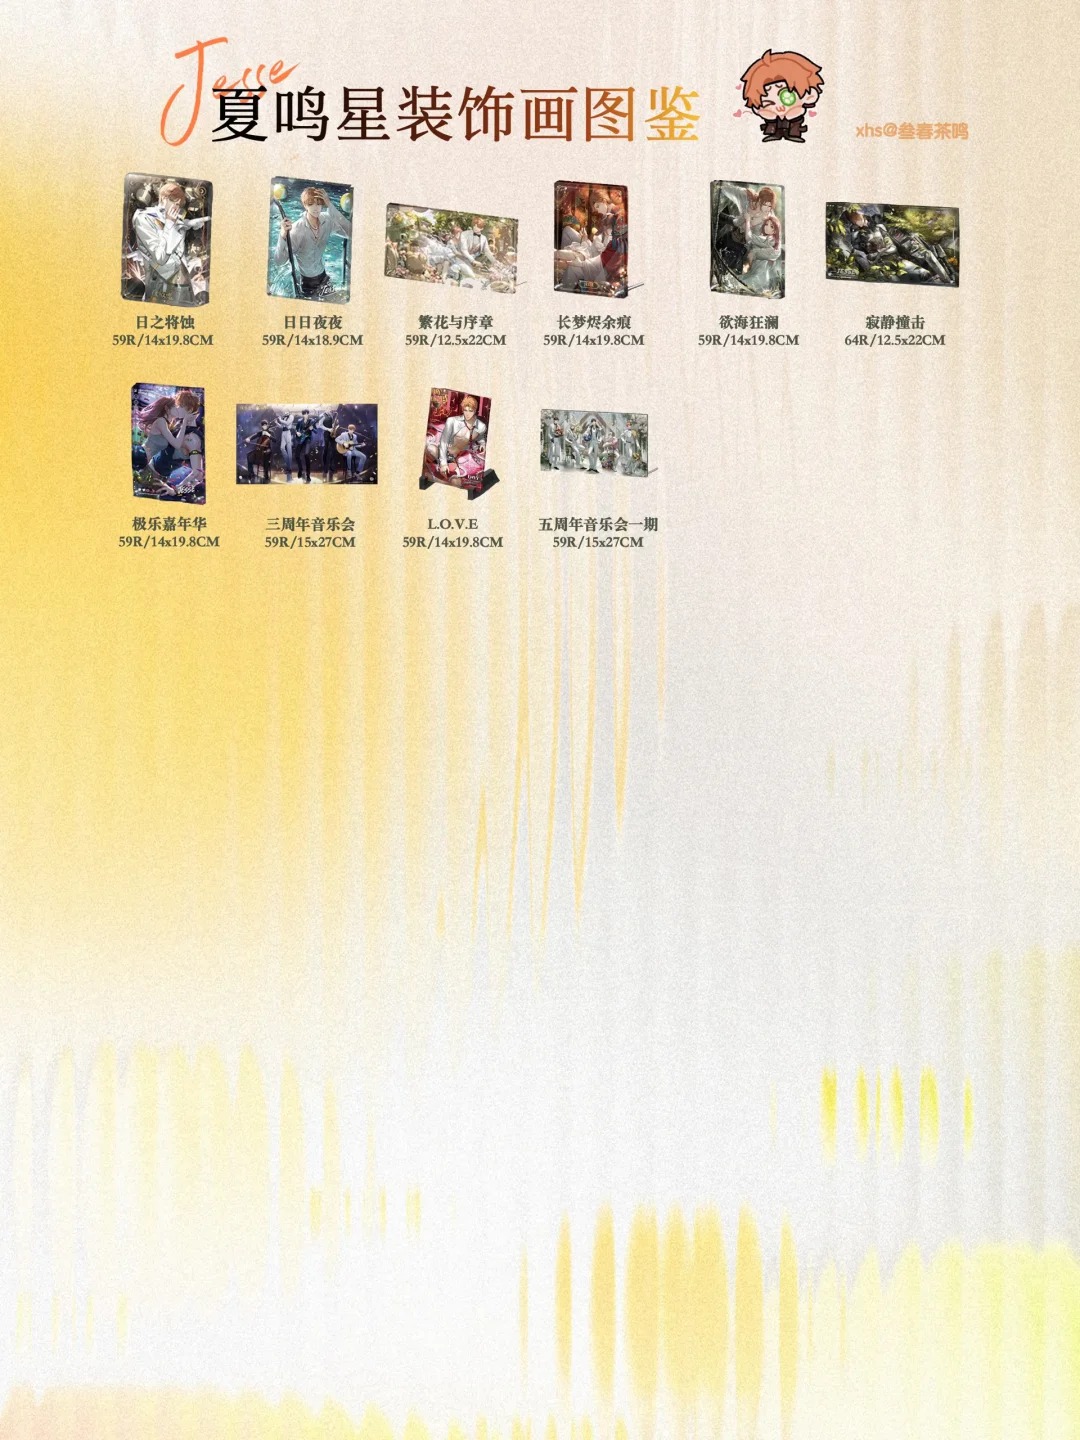 Jesse
夏鸣星装饰画图鉴
xhs@叁春茶鸣
日之将蚀
59R/14x19.8CM
日日夜夜
59R/14x18.9CM
繁花与序章
59R/12.5x22CM
长梦烬余痕
59R/14x19.8CM
欲海狂澜
59R/14x19.8CM
寂静撞击
64R/12.5x22CM
极乐嘉年华
59R/14x19.8CM
三周年音乐会
59R/15x27CM
L.O.V.E
59R/14x19.8CM
五周年音乐会一期
59R/15x27CM